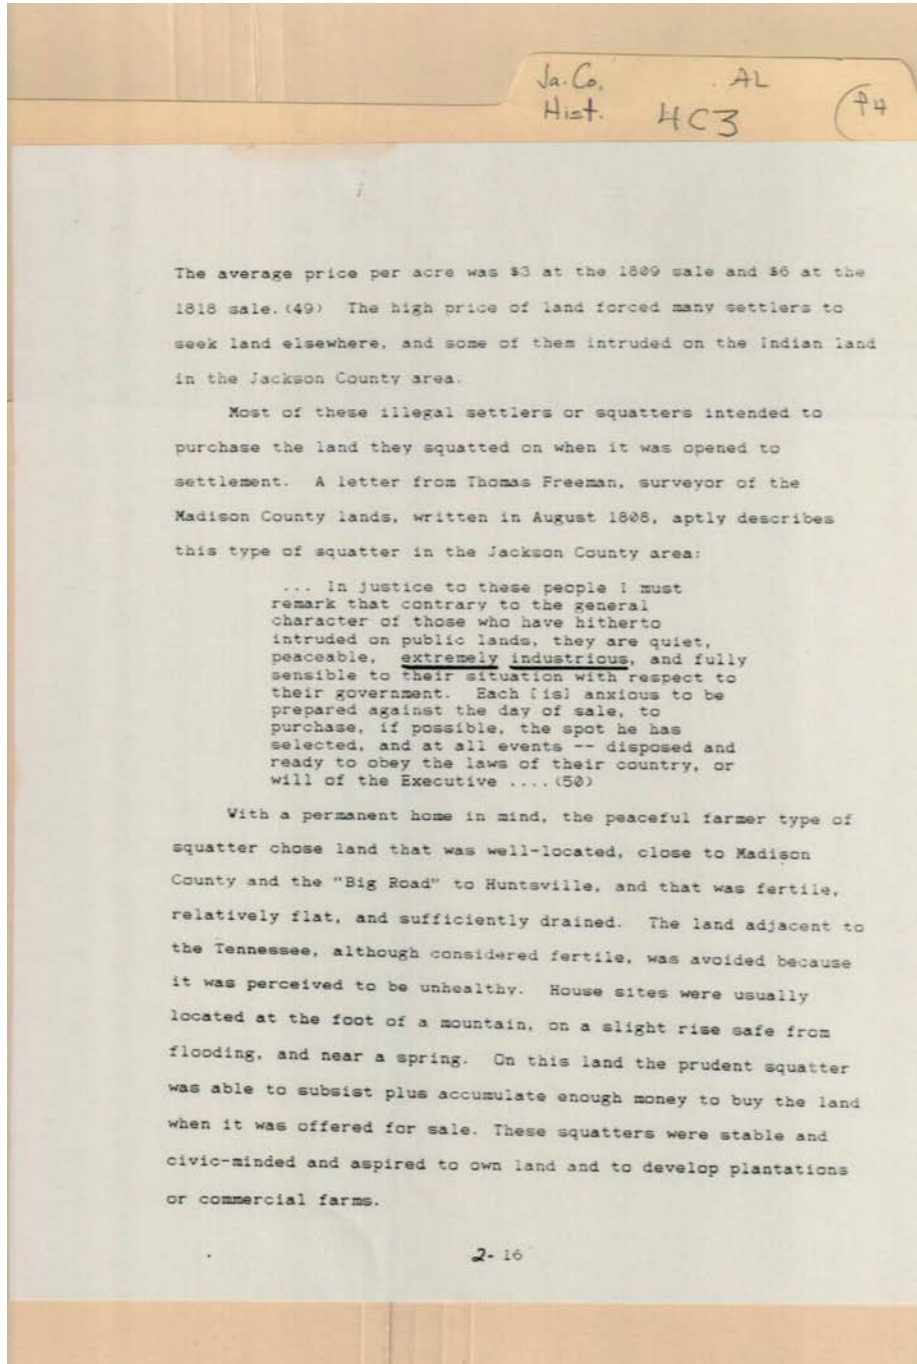 Ja. Co. AL
Hist. 4C3 P4
The average price per acre was $3 at the 1809 sale and $6 at the
1818 sale.(49) The high price of land forced many settlers to
seek land elsewhere, and some of them intruded on the Indian land
in the Jackson County area.
Most of these illegal settlers or squatters intended to
purchase the land they squatted on when it was opened to
settlement. A letter from Thomas Freeman, surveyor of the
Madison County lands, written in August 1808, aptly describes
this type of squatter in the Jackson County area:
... In justice to these people I must
remark that contrary to the general
character of those who have hitherto
intruded on public lands, they are quiet,
peaceable, extremely industrious, and fully
sensible to their situation with respect to
their government. Each [is] anxious to be
prepared against the day of sale, to
purchase, if possible, the spot he has
selected, and at all events -- disposed and
ready to obey the laws of their country, or
will of the Executive ....(50)
With a permanent home in mind, the peaceful farmer type of
squatter chose land that was well-located, close to Madison
County and the "Big Road" to Huntsville, and that was fertile,
relatively flat, and sufficiently drained. The land adjacent to
the Tennessee, although considered fertile, was avoided because
it was perceived to be unhealthy. House sites were usually
located at the foot of a mountain, on a slight rise safe from
flooding, and near a spring. On this land the prudent squatter
was able to subsist plus accumulate enough money to buy the land
when it was offered for sale. These squatters were stable and
civic-minded and aspired to own land and to develop plantations
or commercial farms.
2- 16